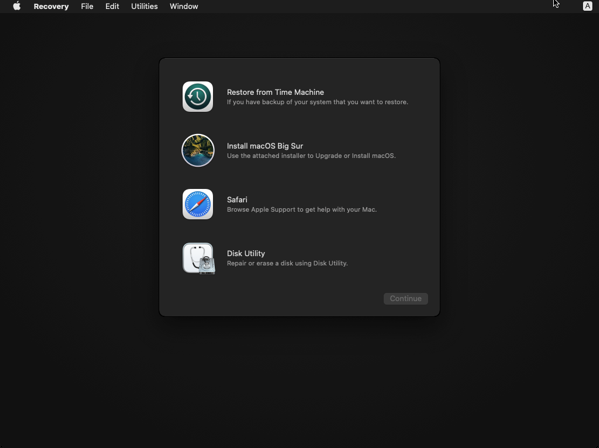 Recovery File Edit Utilities Window A
Restore from Time Machine
If you have backup of your system that you want to restore.
Install macOS Big Sur
Use the attached installer to Upgrade or Install macOS.
Safari
Browse Apple Support to get help with your Mac.
Disk Utility
Repair or erase a disk using Disk Utility.
Continue